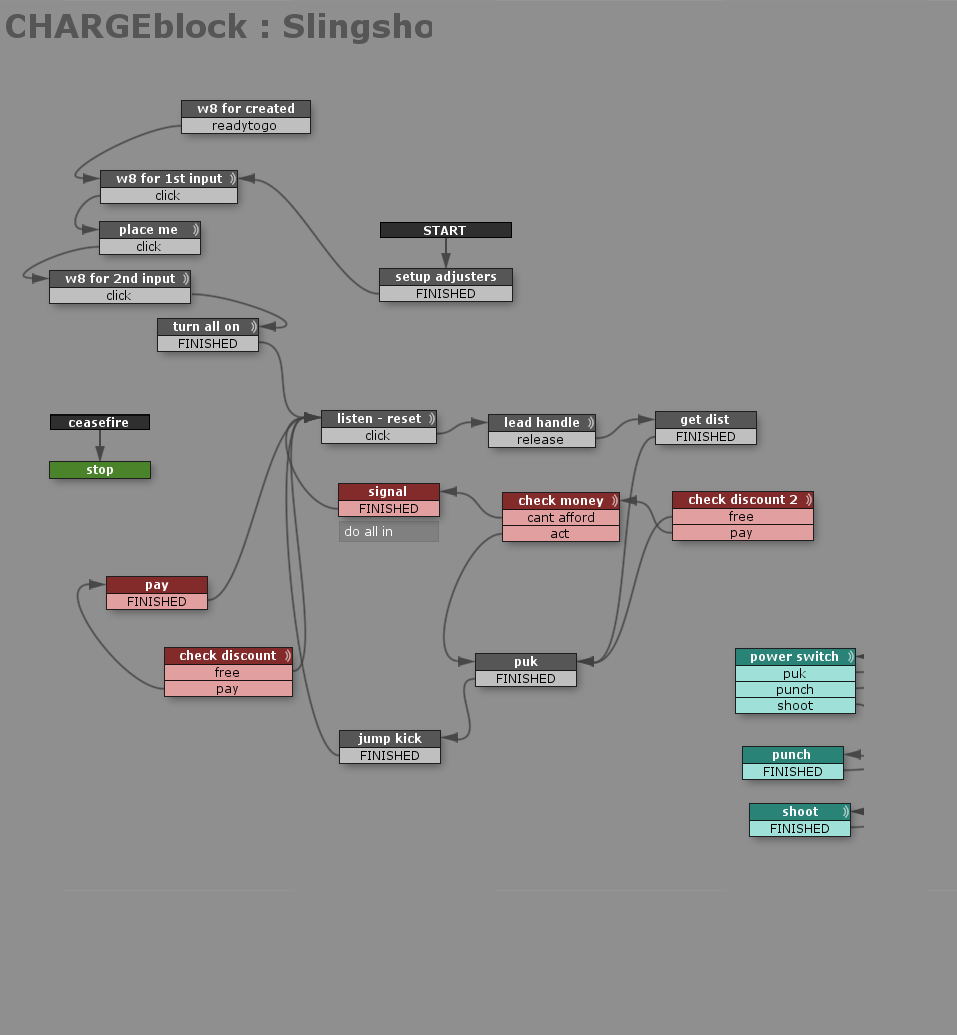 CHARGEblock : Slingsho
w8 for created
readytogo
w8 for 1st input
click
place me
click
START
setup adjusters
FINISHED
w8 for 2nd input
click
turn all on
FINISHED
ceasefire
stop
listen - reset
click
lead handle
release
get dist
FINISHED
signal
FINISHED
do all in
check money
cant afford
act
check discount 2
free
pay
pay
FINISHED
check discount
free
pay
puk
FINISHED
jump kick
FINISHED
power switch
puk
punch
shoot
punch
FINISHED
shoot
FINISHED